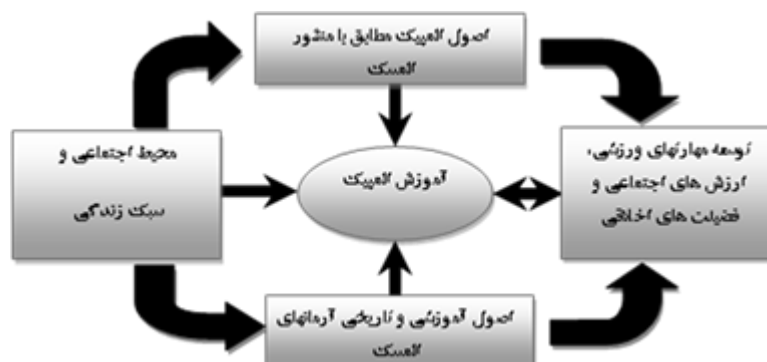 اصول المپیک مطابق با منشور
المپیک
محیط اجتماعی و
سبک زندگی
آموزش المپیک
توسعه مهارتهای ورزشی،
ارزش های اجتماعی و
فضیلت های اخلاقی
اصول آموزشی و تاریخی آرمانهای
المپیک